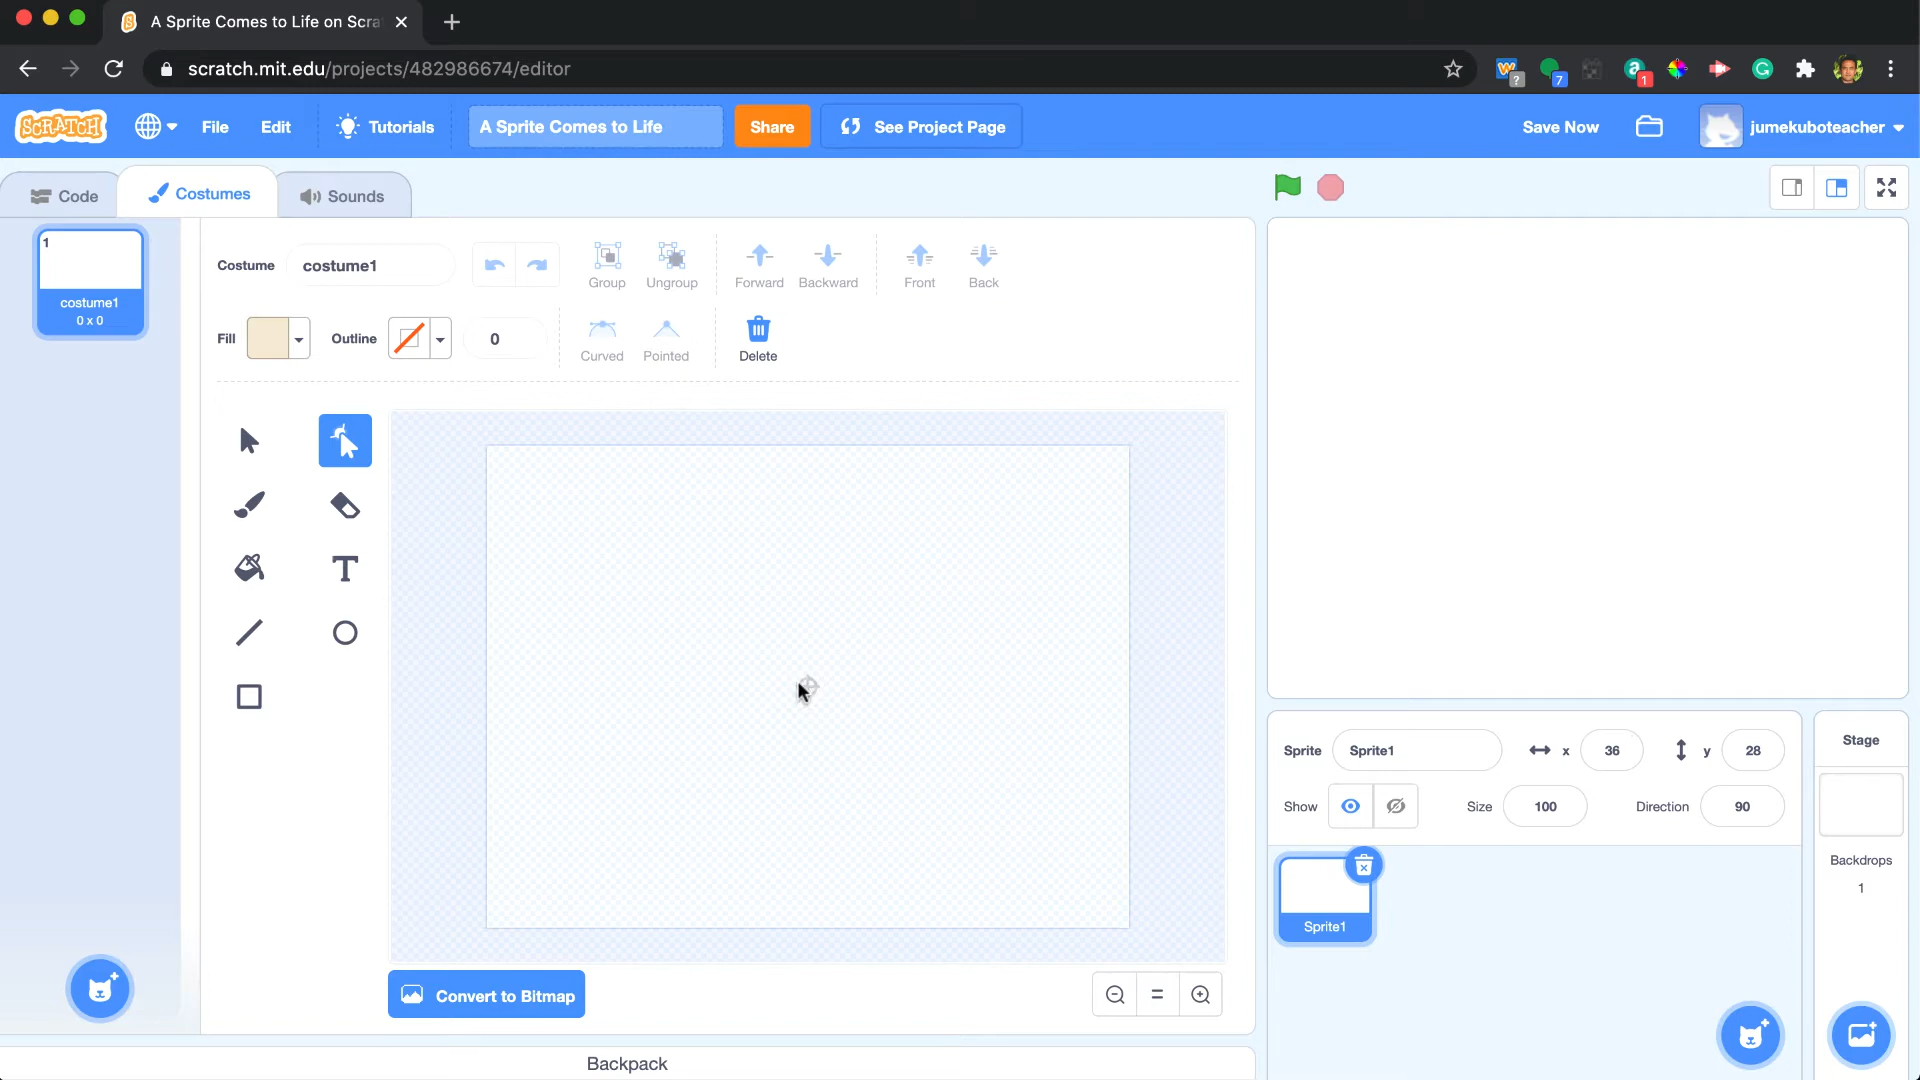 A Sprite Comes to Life on Scra
scratch.mit.edu/projects/482986674/editor
?
7
1
SCRATCH
File
Edit
Tutorials
A Sprite Comes to Life
Share
See Project Page
Save Now
jumekuboteacher
Code
Costumes
Sounds
1
costume1
0 x 0
Costume
costume1
Group
Ungroup
Forward
Backward
Front
Back
Fill
Outline
0
Curved
Pointed
Delete
Convert to Bitmap
Backpack
Sprite
Sprite1
x
36
y
28
Show
Size
100
Direction
90
Sprite1
Stage
Backdrops
1